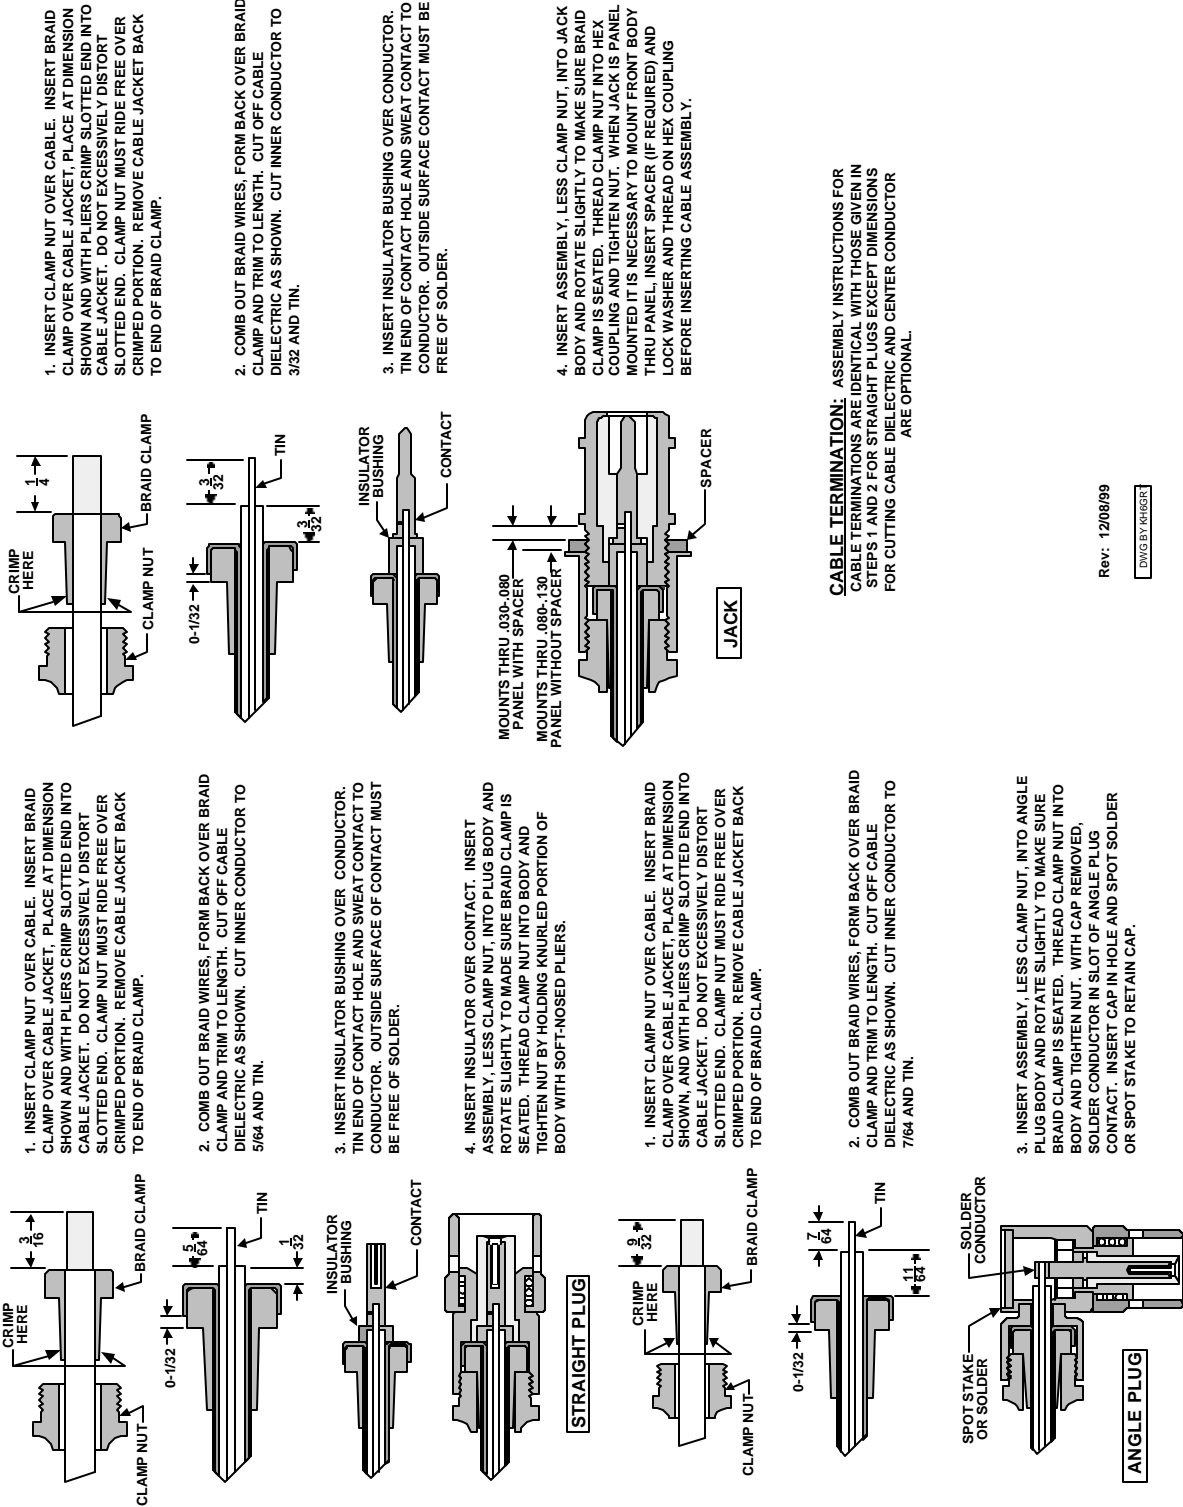 CRIMP
HERE
3
16
BRAID CLAMP
CLAMP NUT
1. INSERT CLAMP NUT OVER CABLE. INSERT BRAID
CLAMP OVER CABLE JACKET, PLACE AT DIMENSION
SHOWN AND WITH PLIERS CRIMP SLOTTED END INTO
CABLE JACKET. DO NOT EXCESSIVELY DISTORT
SLOTTED END. CLAMP NUT MUST RIDE FREE OVER
CRIMPED PORTION. REMOVE CABLE JACKET BACK
TO END OF BRAID CLAMP.
0-1/32
5
64
TIN
1
32
2. COMB OUT BRAID WIRES, FORM BACK OVER BRAID
CLAMP AND TRIM TO LENGTH. CUT OFF CABLE
DIELECTRIC AS SHOWN. CUT INNER CONDUCTOR TO
5/64 AND TIN.
INSULATOR
BUSHING
CONTACT
3. INSERT INSULATOR BUSHING OVER CONDUCTOR.
TIN END OF CONTACT HOLE AND SWEAT CONTACT TO
CONDUCTOR. OUTSIDE SURFACE OF CONTACT MUST
BE FREE OF SOLDER.
4. INSERT INSULATOR OVER CONTACT. INSERT
ASSEMBLY, LESS CLAMP NUT, INTO PLUG BODY AND
ROTATE SLIGHTLY TO MADE SURE BRAID CLAMP IS
SEATED. THREAD CLAMP NUT INTO BODY AND
TIGHTEN NUT BY HOLDING KNURLED PORTION OF
BODY WITH SOFT-NOSED PLIERS.
STRAIGHT PLUG
CRIMP
HERE
9
32
BRAID CLAMP
CLAMP NUT
1. INSERT CLAMP NUT OVER CABLE. INSERT BRAID
CLAMP OVER CABLE JACKET, PLACE AT DIMENSION
SHOWN, AND WITH PLIERS CRIMP SLOTTED END INTO
CABLE JACKET. DO NOT EXCESSIVELY DISTORT
SLOTTED END. CLAMP NUT MUST RIDE FREE OVER
CRIMPED PORTION. REMOVE CABLE JACKET BACK
TO END OF BRAID CLAMP.
0-1/32
7
64
TIN
11
64
2. COMB OUT BRAID WIRES, FORM BACK OVER BRAID
CLAMP AND TRIM TO LENGTH. CUT OFF CABLE
DIELECTRIC AS SHOWN. CUT INNER CONDUCTOR TO
7/64 AND TIN.
SPOT STAKE
OR SOLDER
SOLDER
CONDUCTOR
3. INSERT ASSEMBLY, LESS CLAMP NUT, INTO ANGLE
PLUG BODY AND ROTATE SLIGHTLY TO MAKE SURE
BRAID CLAMP IS SEATED. THREAD CLAMP NUT INTO
BODY AND TIGHTEN NUT. WITH CAP REMOVED,
SOLDER CONDUCTOR IN SLOT OF ANGLE PLUG
CONTACT. INSERT CAP IN HOLE AND SPOT SOLDER
OR SPOT STAKE TO RETAIN CAP.
ANGLE PLUG
CRIMP
HERE
1
4
BRAID CLAMP
CLAMP NUT
1. INSERT CLAMP NUT OVER CABLE. INSERT BRAID
CLAMP OVER CABLE JACKET, PLACE AT DIMENSION
SHOWN AND WITH PLIERS CRIMP SLOTTED END INTO
CABLE JACKET. DO NOT EXCESSIVELY DISTORT
SLOTTED END. CLAMP NUT MUST RIDE FREE OVER
CRIMPED PORTION. REMOVE CABLE JACKET BACK
TO END OF BRAID CLAMP.
0-1/32
3
32
TIN
3
32
2. COMB OUT BRAID WIRES, FORM BACK OVER BRAID
CLAMP AND TRIM TO LENGTH. CUT OFF CABLE
DIELECTRIC AS SHOWN. CUT INNER CONDUCTOR TO
3/32 AND TIN.
INSULATOR
BUSHING
CONTACT
3. INSERT INSULATOR BUSHING OVER CONDUCTOR.
TIN END OF CONTACT HOLE AND SWEAT CONTACT TO
CONDUCTOR. OUTSIDE SURFACE CONTACT MUST BE
FREE OF SOLDER.
MOUNTS THRU .030-.080
PANEL WITH SPACER
MOUNTS THRU .080-.130
PANEL WITHOUT SPACER
SPACER
4. INSERT ASSEMBLY, LESS CLAMP NUT, INTO JACK
BODY AND ROTATE SLIGHTLY TO MAKE SURE BRAID
CLAMP IS SEATED. THREAD CLAMP NUT INTO HEX
COUPLING AND TIGHTEN NUT. WHEN JACK IS PANEL
MOUNTED IT IS NECESSARY TO MOUNT FRONT BODY
THRU PANEL, INSERT SPACER (IF REQUIRED) AND
LOCK WASHER AND THREAD ON HEX COUPLING
BEFORE INSERTING CABLE ASSEMBLY.
JACK
CABLE TERMINATION: ASSEMBLY INSTRUCTIONS FOR
CABLE TERMINATIONS ARE IDENTICAL WITH THOSE GIVEN IN
STEPS 1 AND 2 FOR STRAIGHT PLUGS EXCEPT DIMENSIONS
FOR CUTTING CABLE DIELECTRIC AND CENTER CONDUCTOR
ARE OPTIONAL.
Rev: 12/08/99
DWG BY KH6GRT